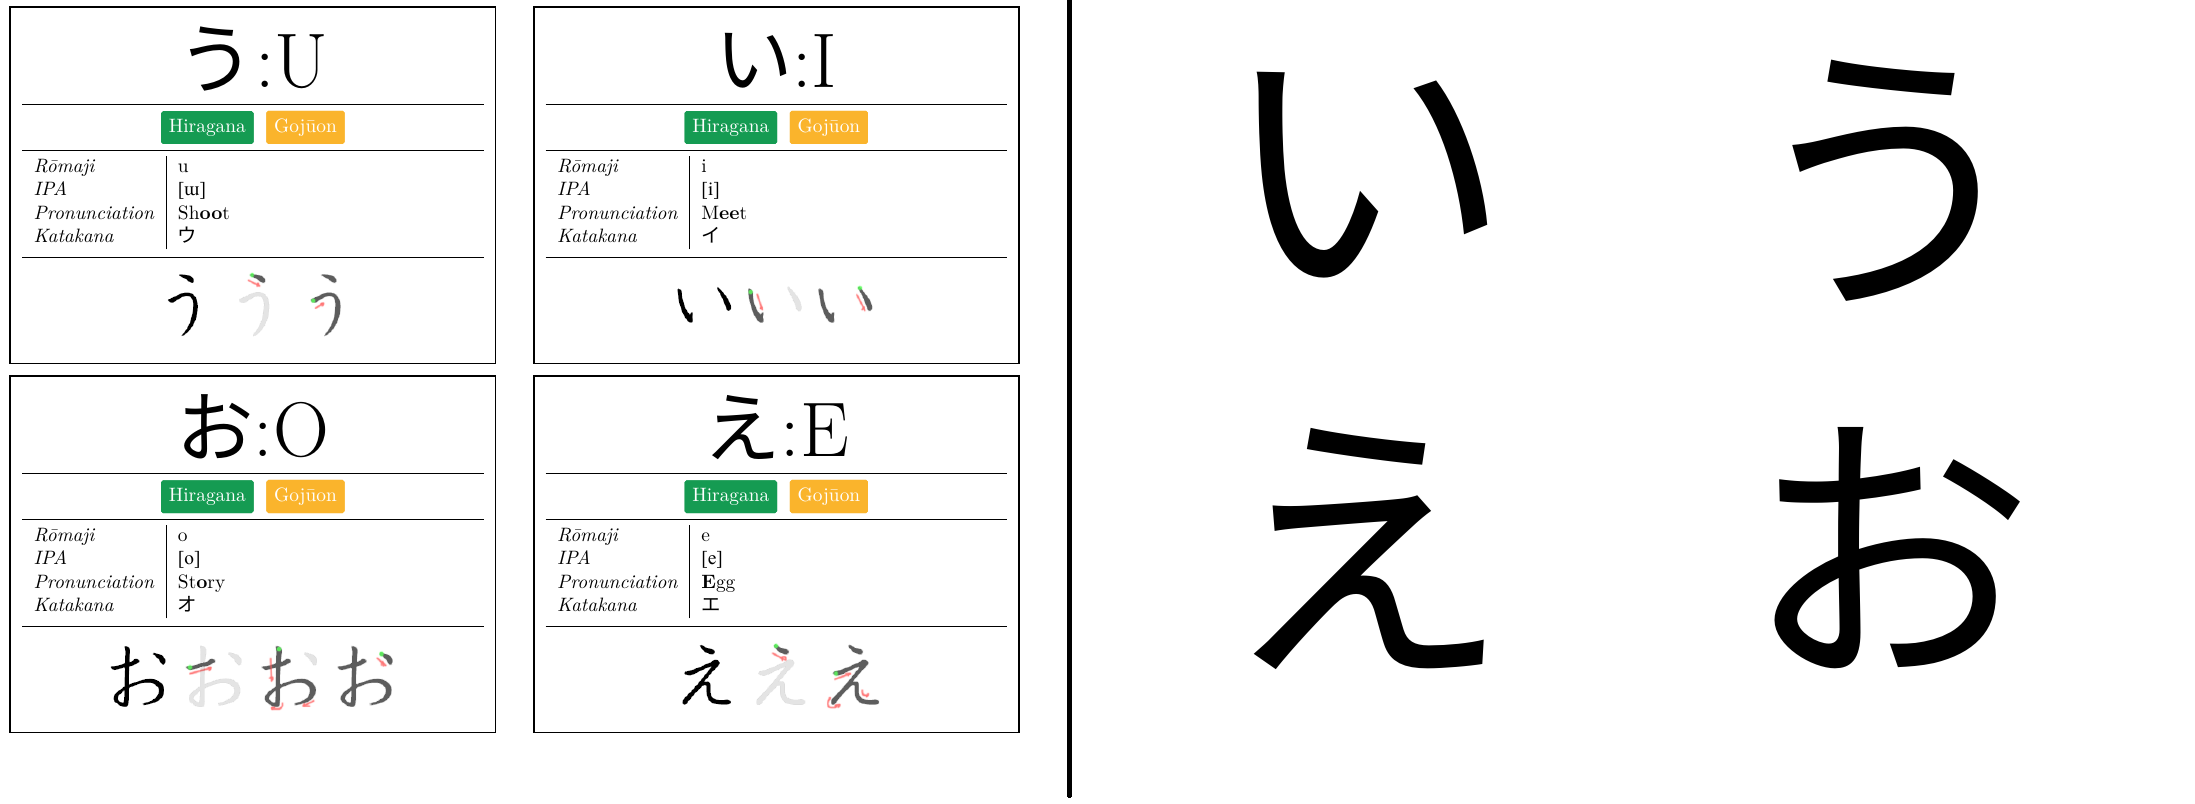 う:U
Hiragana Gojūon
Rōmaji u
IPA [ɯ]
Pronunciation Shoot
Katakana ウ
う う う
い:I
Hiragana Gojūon
Rōmaji i
IPA [i]
Pronunciation Meet
Katakana イ
い い い
お:O
Hiragana Gojūon
Rōmaji o
IPA [o]
Pronunciation Story
Katakana オ
お お お お
え:E
Hiragana Gojūon
Rōmaji e
IPA [e]
Pronunciation Egg
Katakana エ
え え え
い う
え お